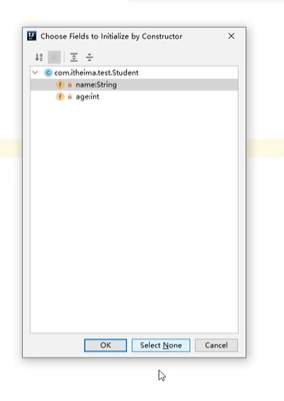 Choose Fields to Initialize by Constructor
com.itheima.test.Student
name:String
age:int
OK
Select None
Cancel